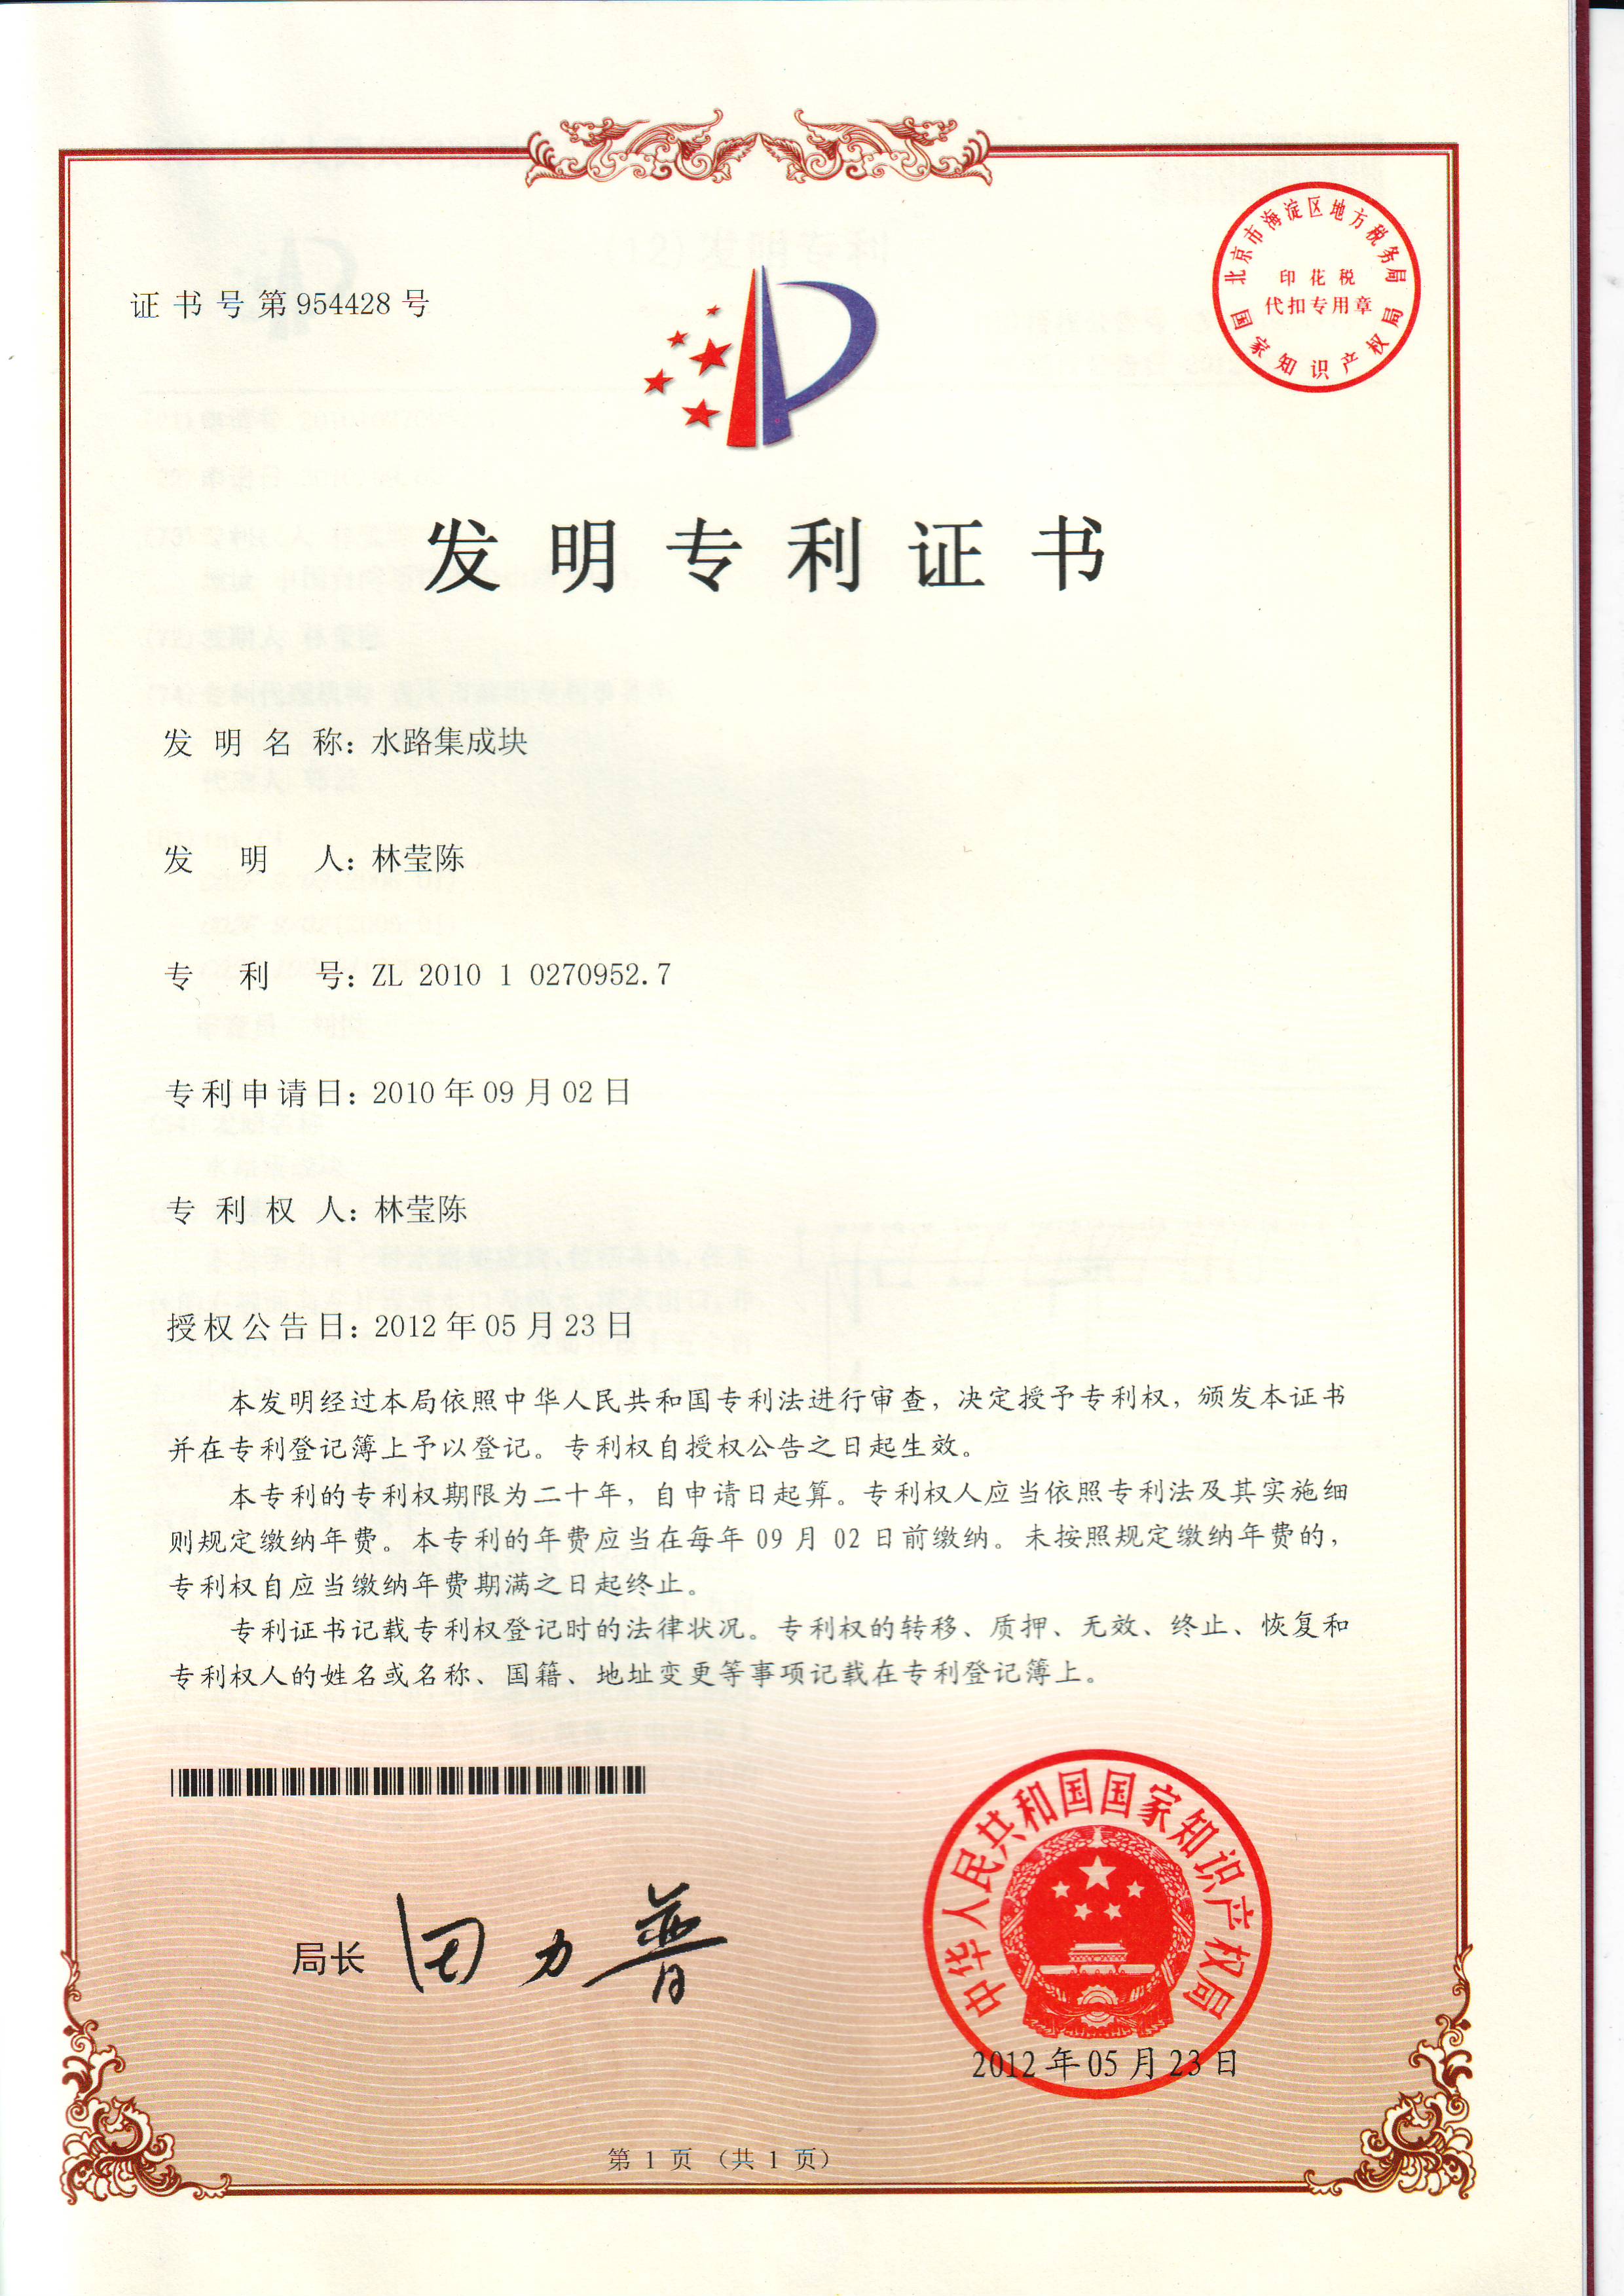 证书号第954428号
北京市海淀区地方税务局
印花税
代扣专用章
国家知识产权局
发明专利证书
发明名称：水路集成块
发明人：林莹陈
专利号：ZL 2010 1 0270952.7
专利申请日：2010年09月02日
专利权人：林莹陈
授权公告日：2012年05月23日
本发明经过本局依照中华人民共和国专利法进行审查，决定授予专利权，颁发本证书
并在专利登记簿上予以登记。专利权自授权公告之日起生效。
本专利的专利权期限为二十年，自申请日起算。专利权人应当依照专利法及其实施细
则规定缴纳年费。本专利的年费应当在每年09月02日前缴纳。未按照规定缴纳年费的，
专利权自应当缴纳年费期满之日起终止。
专利证书记载专利权登记时的法律状况。专利权的转移、质押、无效、终止、恢复和
专利权人的姓名或名称、国籍、地址变更等事项记载在专利登记簿上。
局长 田力普
中华人民共和国国家知识产权局
2012年05月23日
第1页（共1页）